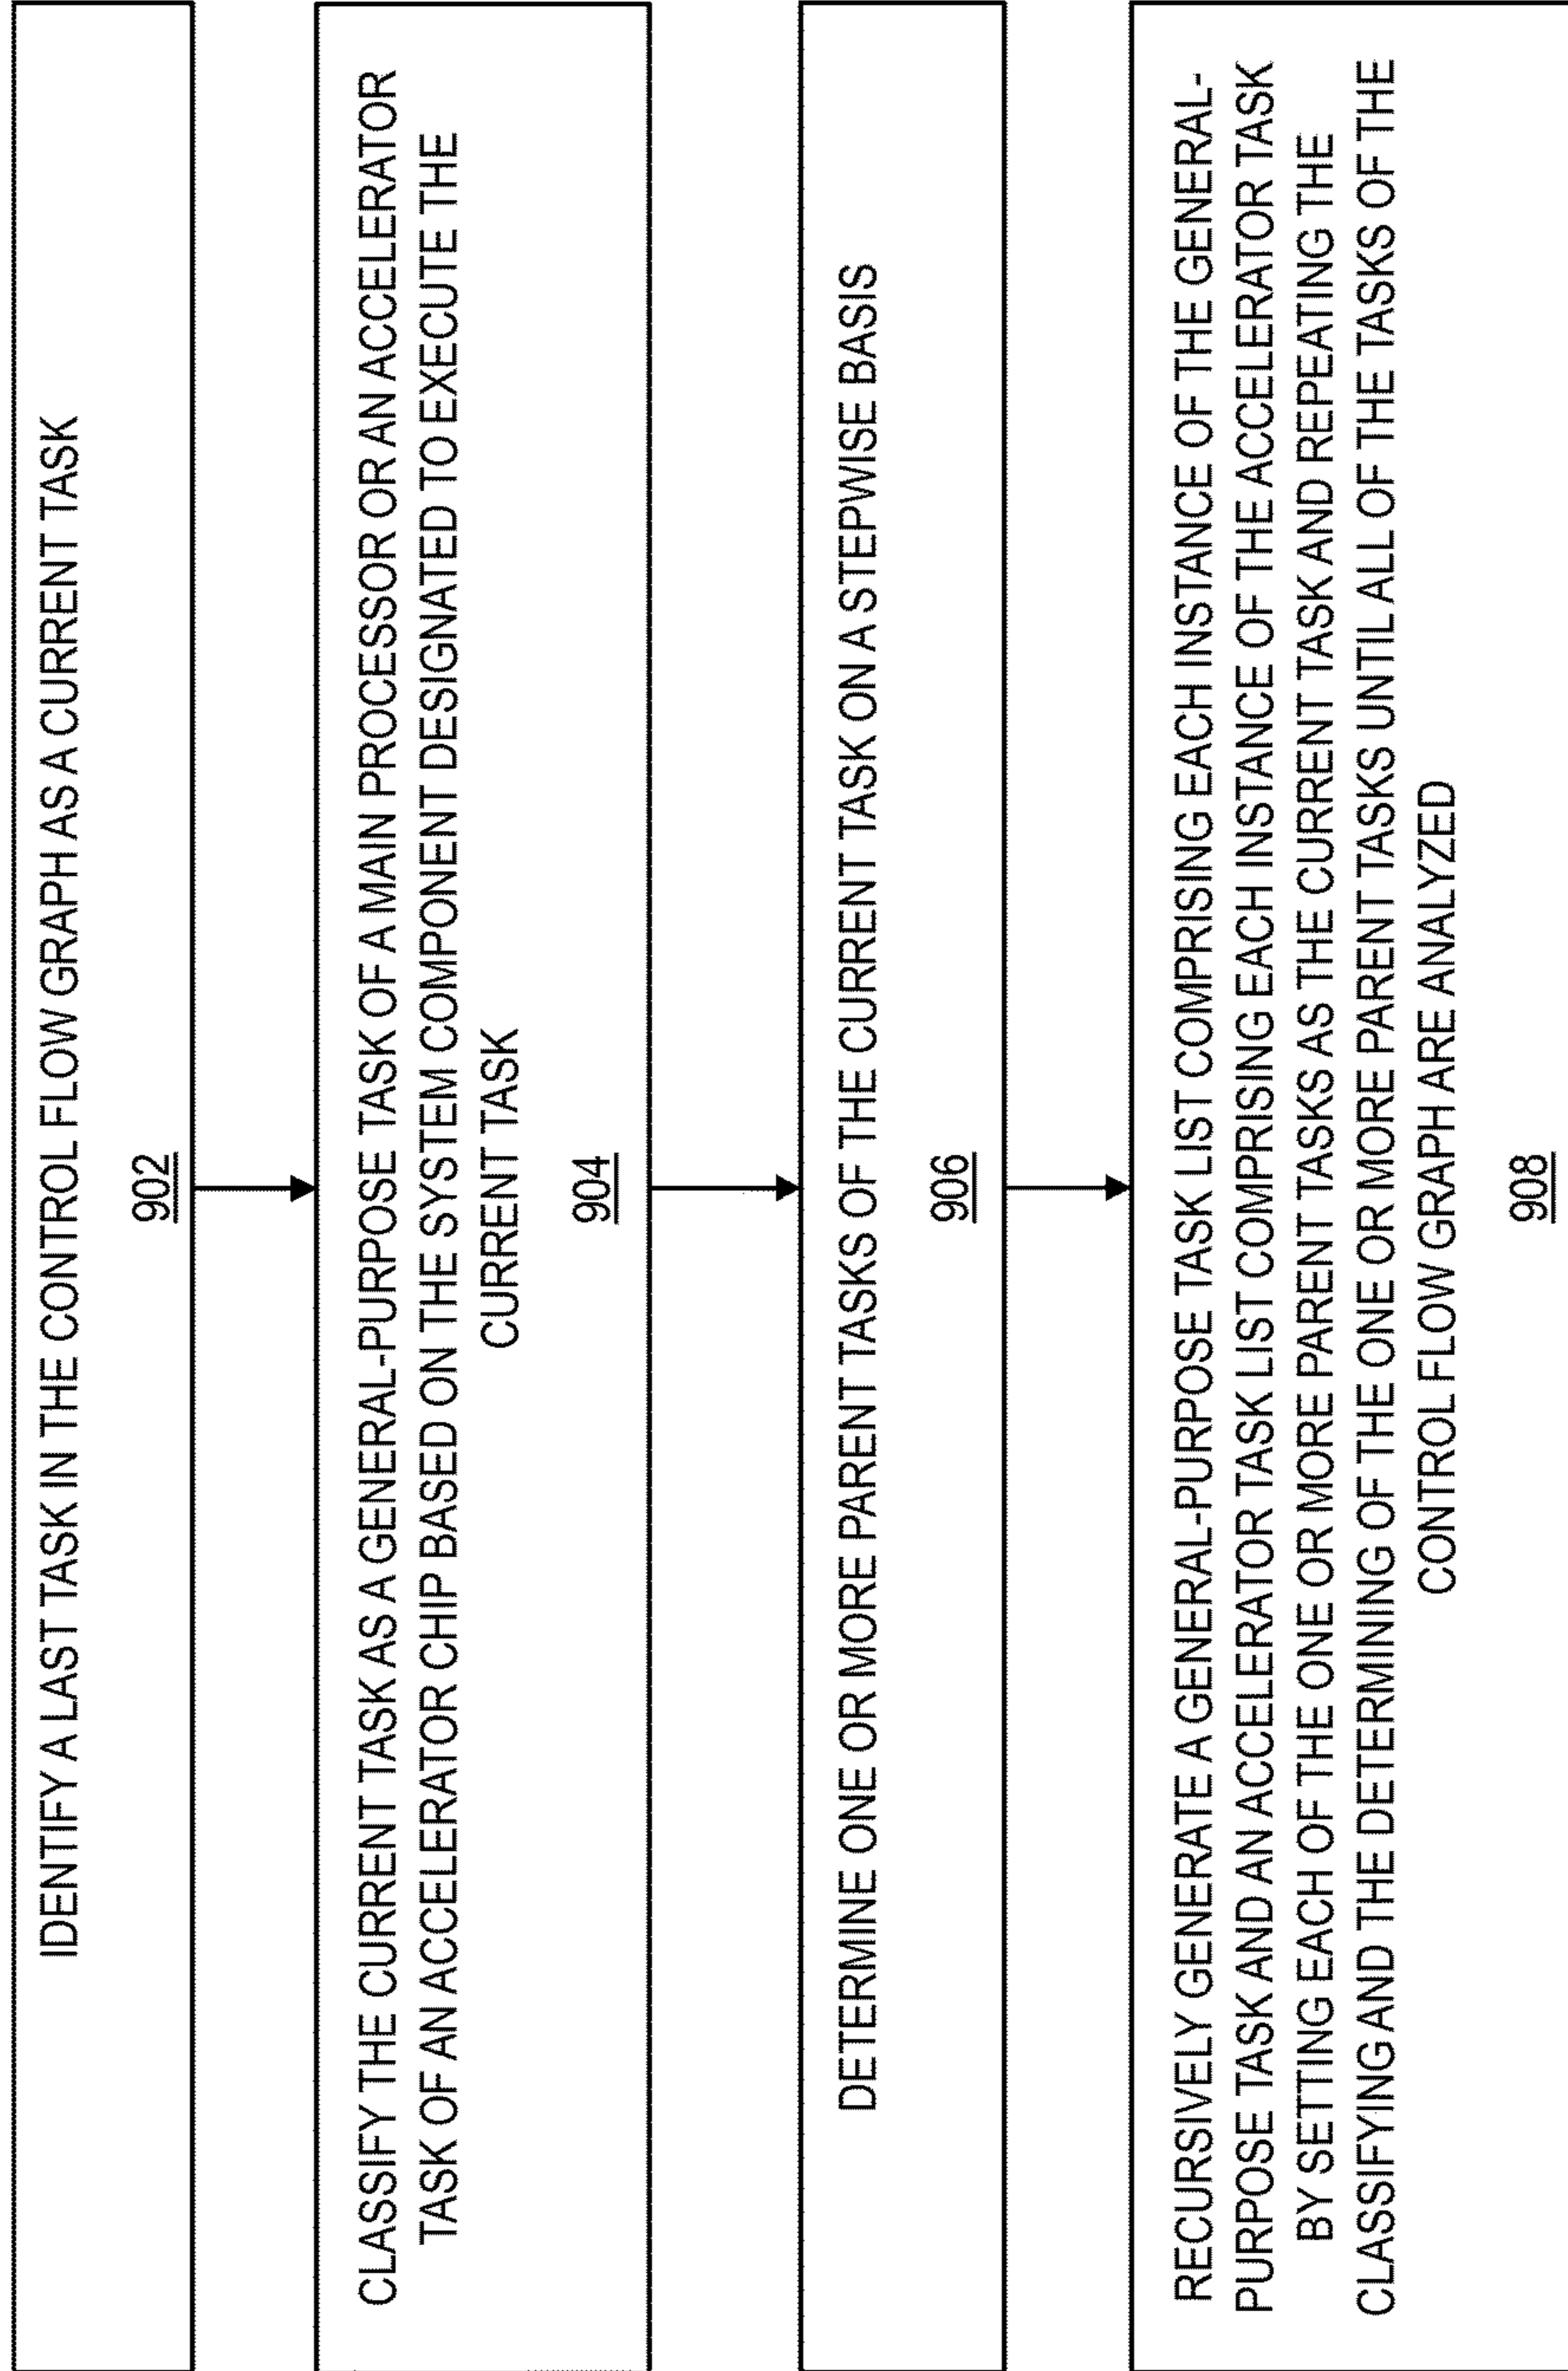 IDENTIFY A LAST TASK IN THE CONTROL FLOW GRAPH AS A CURRENT TASK
902
CLASSIFY THE CURRENT TASK AS A GENERAL-PURPOSE TASK OF A MAIN PROCESSOR OR AN ACCELERATOR
TASK OF AN ACCELERATOR CHIP BASED ON THE SYSTEM COMPONENT DESIGNATED TO EXECUTE THE
CURRENT TASK
904
DETERMINE ONE OR MORE PARENT TASKS OF THE CURRENT TASK ON A STEPWISE BASIS
906
RECURSIVELY GENERATE A GENERAL-PURPOSE TASK LIST COMPRISING EACH INSTANCE OF THE GENERAL-
PURPOSE TASK AND AN ACCELERATOR TASK LIST COMPRISING EACH INSTANCE OF THE ACCELERATOR TASK
BY SETTING EACH OF THE ONE OR MORE PARENT TASKS AS THE CURRENT TASK AND REPEATING THE
CLASSIFYING AND THE DETERMINING OF THE ONE OR MORE PARENT TASKS UNTIL ALL OF THE TASKS OF THE
CONTROL FLOW GRAPH ARE ANALYZED
908